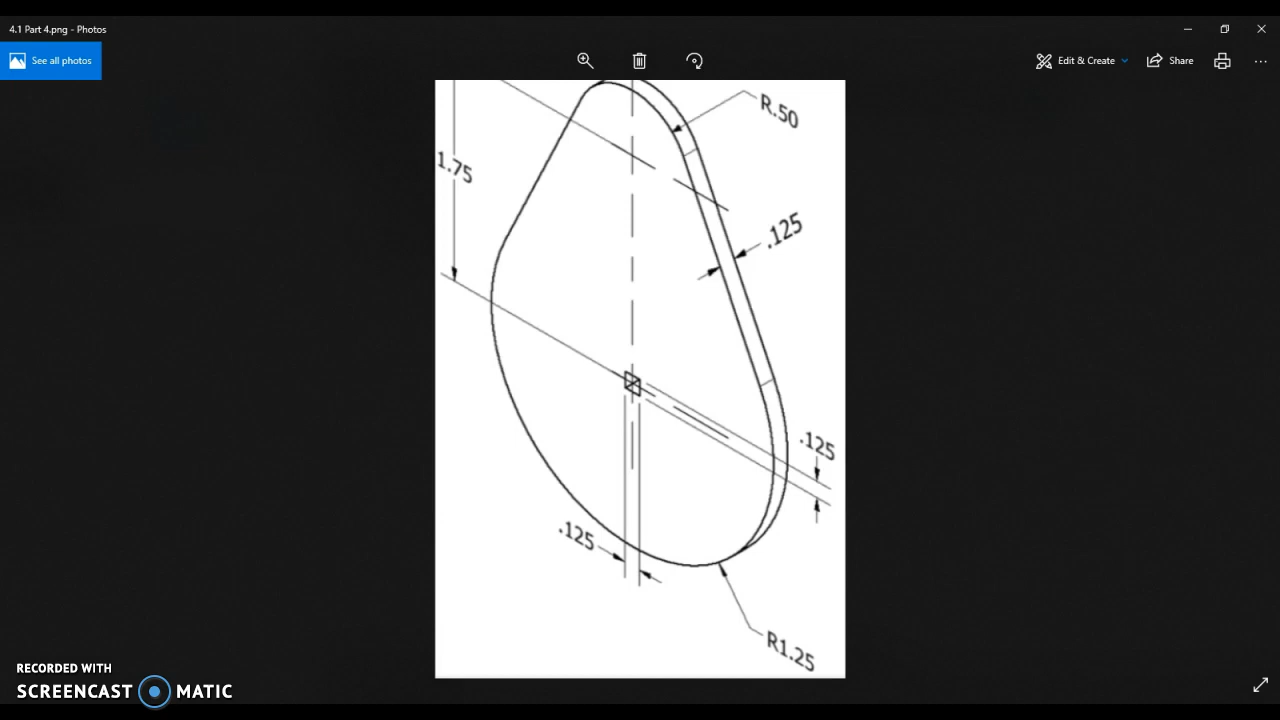 4.1 Part 4.png - Photos
See all photos
Edit & Create
Share
R.50
1.75
.125
.125
.125
R1.25
RECORDED WITH
SCREENCAST MATIC